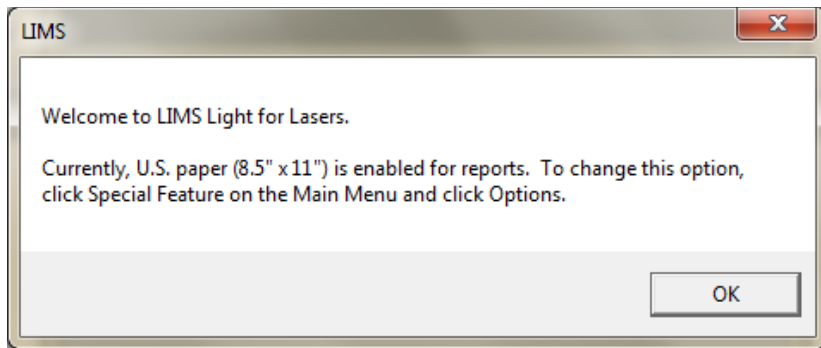 LIMS
Welcome to LIMS Light for Lasers.
Currently, U.S. paper (8.5" x 11") is enabled for reports.  To change this option,
click Special Feature on the Main Menu and click Options.
OK